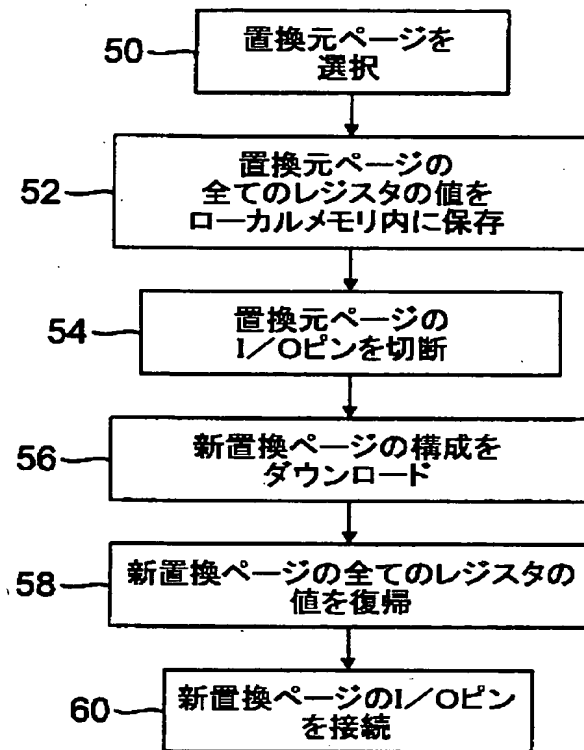 50
置換元ページを
選択
52
置換元ページの
全てのレジスタの値を
ローカルメモリ内に保存
54
置換元ページの
I/Oピンを切断
56
新置換ページの構成を
ダウンロード
58
新置換ページの全てのレジスタの
値を復帰
60
新置換ページのI/Oピン
を接続